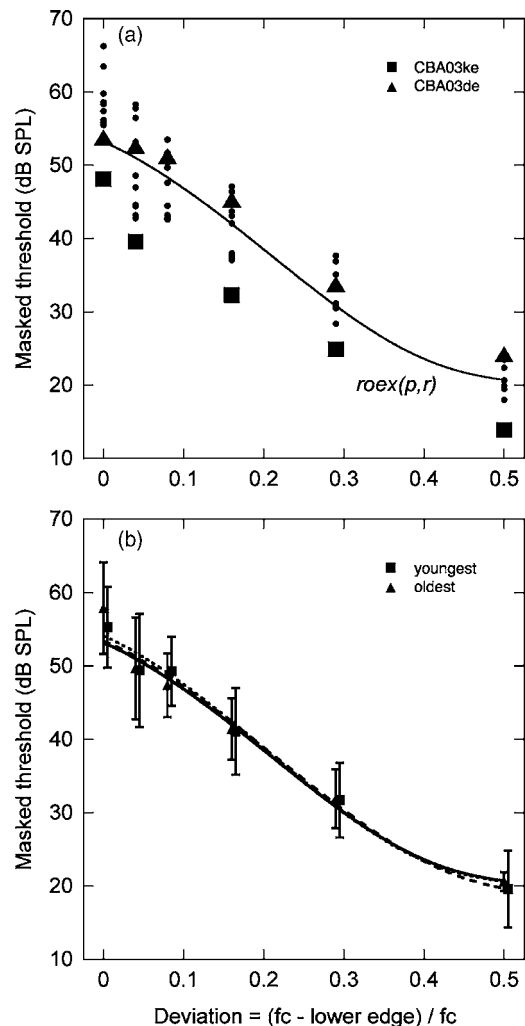 70
60
50
40
30
20
10
Masked threshold (dB SPL)
(a)
CBA03ke
CBA03de
roex(p,r)
0 0.1 0.2 0.3 0.4 0.5
70
60
50
40
30
20
10
Masked threshold (dB SPL)
(b)
youngest
oldest
0 0.1 0.2 0.3 0.4 0.5
Deviation = (fc - lower edge) / fc